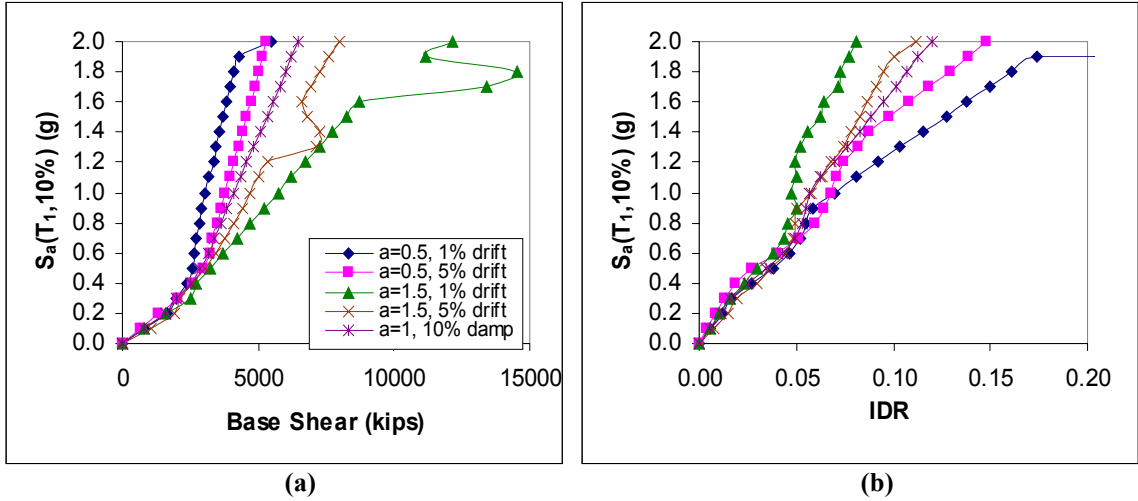 2.0
1.8
1.6
1.4
1.2
1.0
0.8
0.6
0.4
0.2
0.0
Sa(T1,10%) (g)
a=0.5, 1% drift
a=0.5, 5% drift
a=1.5, 1% drift
a=1.5, 5% drift
a=1, 10% damp
0 5000 10000 15000
Base Shear (kips)
(a)
2.0
1.8
1.6
1.4
1.2
1.0
0.8
0.6
0.4
0.2
0.0
Sa(T1,10%) (g)
0.00 0.05 0.10 0.15 0.20
IDR
(b)